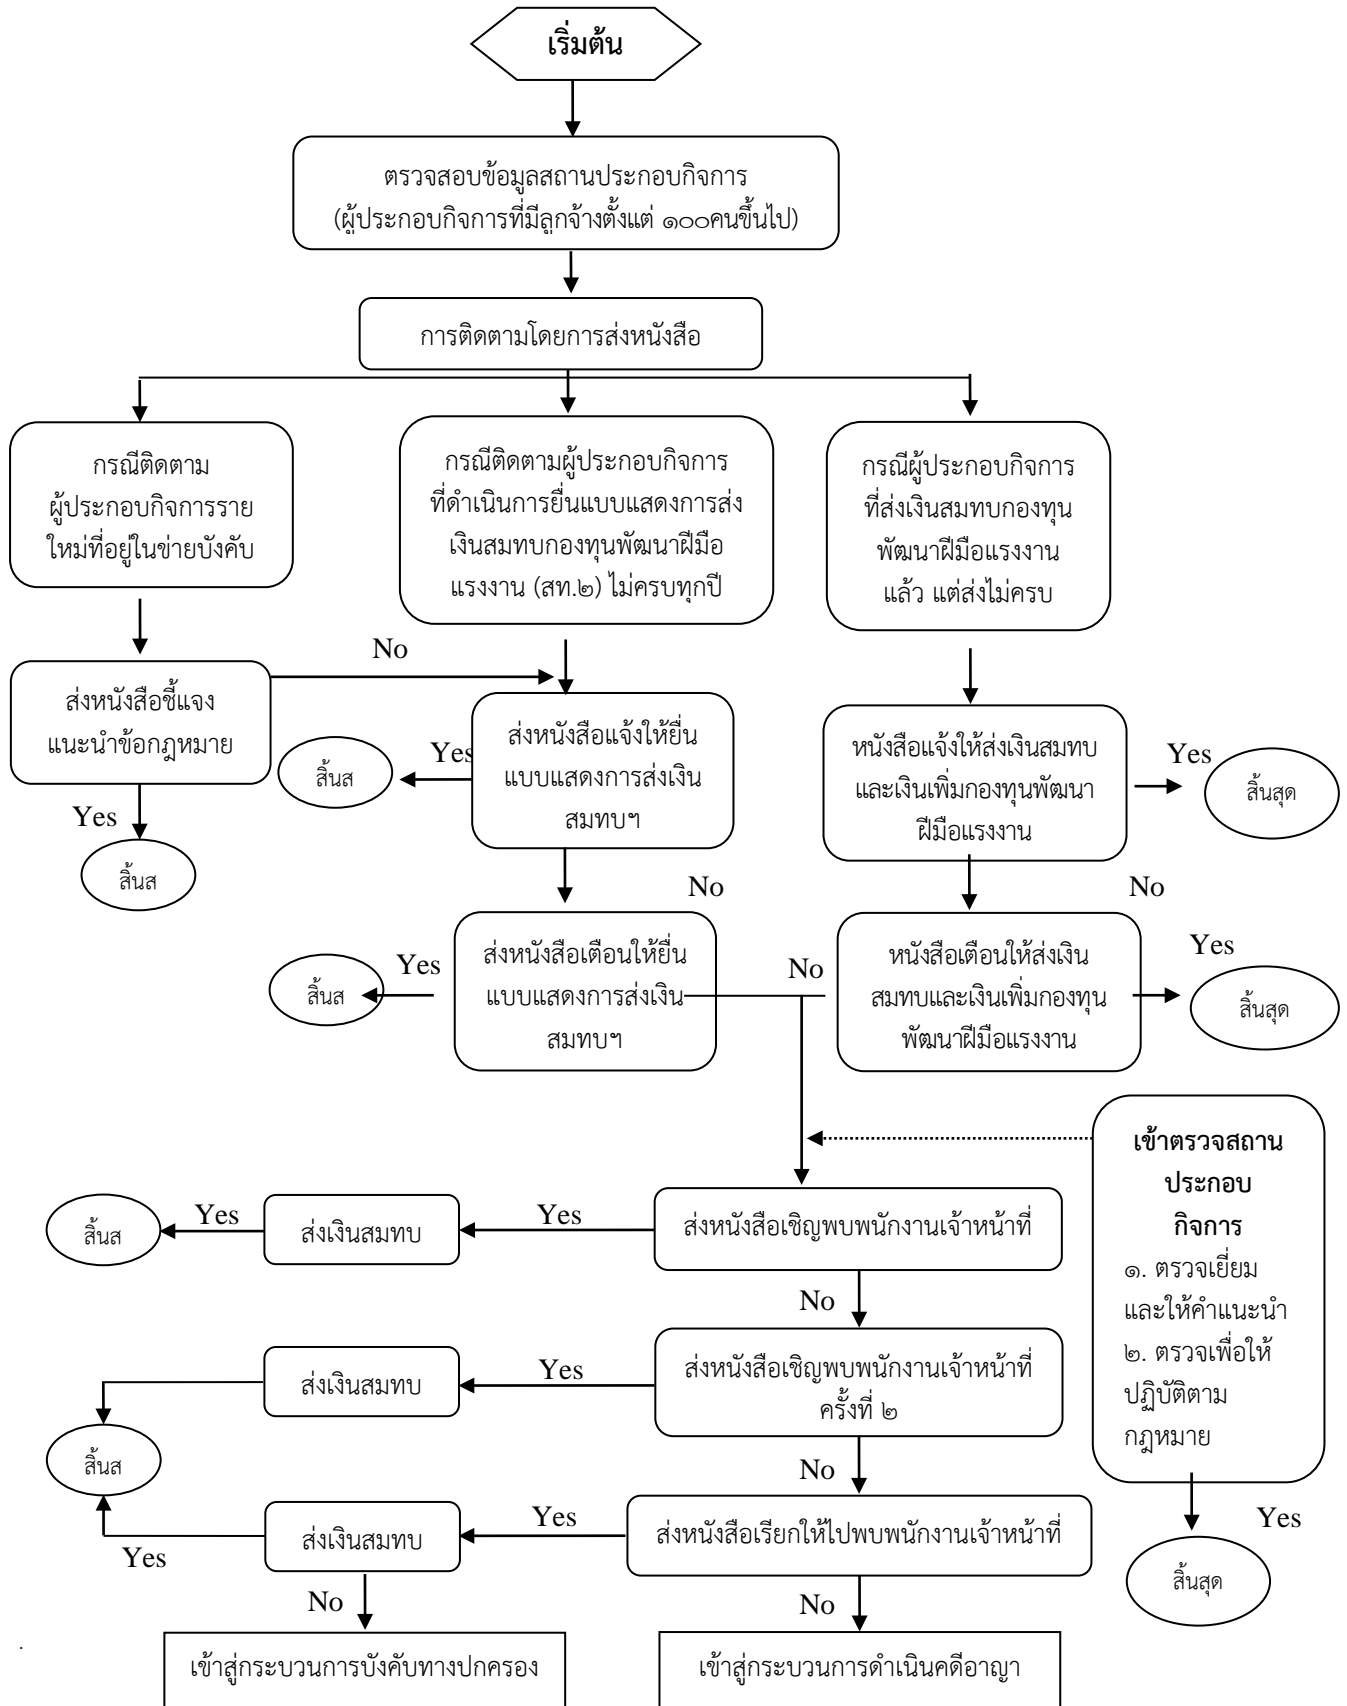 เริ่มต้น
ตรวจสอบข้อมูลสถานประกอบกิจการ
(ผู้ประกอบกิจการที่มีลูกจ้างตั้งแต่ ๑๐๐คนขึ้นไป)
การติดตามโดยการส่งหนังสือ
กรณีติดตาม
ผู้ประกอบกิจการราย
ใหม่ที่อยู่ในข่ายบังคับ
กรณีติดตามผู้ประกอบกิจการ
ที่ดำเนินการยื่นแบบแสดงการส่ง
เงินสมทบกองทุนพัฒนาฝีมือ
แรงงาน (สท.๒) ไม่ครบทุกปี
กรณีผู้ประกอบกิจการ
ที่ส่งเงินสมทบกองทุน
พัฒนาฝีมือแรงงาน
แล้ว แต่ส่งไม่ครบ
No
ส่งหนังสือชี้แจง
แนะนำข้อกฎหมาย
Yes
สิ้นส
ส่งหนังสือแจ้งให้ยื่น
แบบแสดงการส่งเงิน
สมทบฯ
Yes
สิ้นส
หนังสือแจ้งให้ส่งเงินสมทบ
และเงินเพิ่มกองทุนพัฒนา
ฝีมือแรงงาน
Yes
สิ้นสุด
No
No
ส่งหนังสือเตือนให้ยื่น
แบบแสดงการส่งเงิน
สมทบฯ
Yes
สิ้นส
No
หนังสือเตือนให้ส่งเงิน
สมทบและเงินเพิ่มกองทุน
พัฒนาฝีมือแรงงาน
Yes
สิ้นสุด
เข้าตรวจสถาน
ประกอบ
กิจการ
๑. ตรวจเยี่ยม
และให้คำแนะนำ
๒. ตรวจเพื่อให้
ปฏิบัติตาม
กฎหมาย
Yes
สิ้นสุด
ส่งหนังสือเชิญพบพนักงานเจ้าหน้าที่
Yes
ส่งเงินสมทบ
Yes
สิ้นส
No
ส่งหนังสือเชิญพบพนักงานเจ้าหน้าที่
ครั้งที่ ๒
Yes
ส่งเงินสมทบ
สิ้นส
No
ส่งหนังสือเรียกให้ไปพบพนักงานเจ้าหน้าที่
Yes
ส่งเงินสมทบ
Yes
No
No
เข้าสู่กระบวนการบังคับทางปกครอง
เข้าสู่กระบวนการดำเนินคดีอาญา